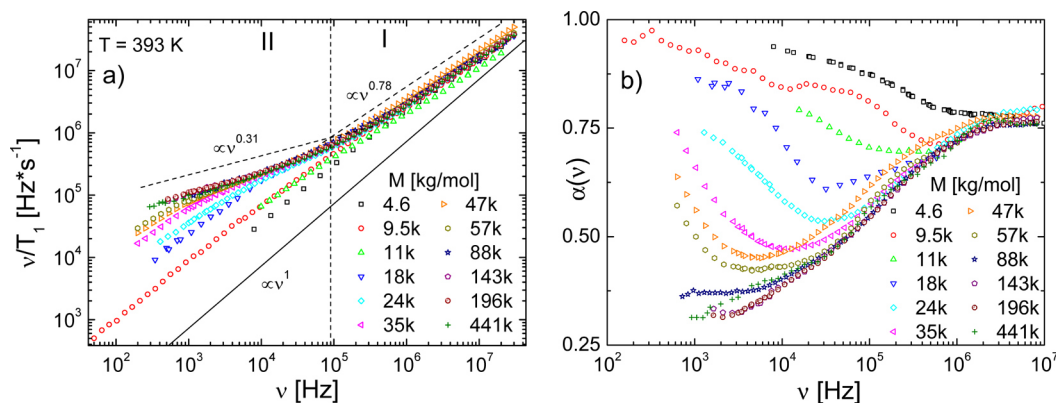 T = 393 K
II
I
a)
∝ν^0.31
∝ν^0.78
∝ν^1
10^7
10^6
10^5
10^4
10^3
ν/T₁ [Hz*s⁻¹]
M [kg/mol]
4.6 47k
9.5k 57k
11k 88k
18k 143k
24k 196k
35k 441k
10^2 10^3 10^4 10^5 10^6 10^7
ν [Hz]
b)
1.00
0.75
0.50
0.25
α(ν)
M [kg/mol]
4.6 47k
9.5k 57k
11k 88k
18k 143k
24k 196k
35k 441k
10^3 10^4 10^5 10^6 10^7
ν [Hz]